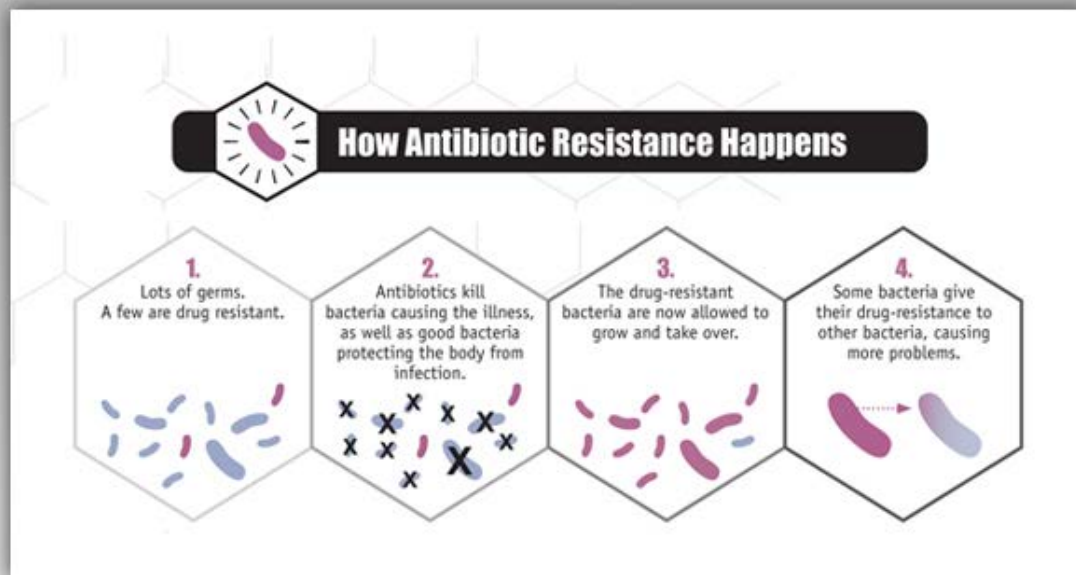 How Antibiotic Resistance Happens
1.
Lots of germs.
A few are drug resistant.
2.
Antibiotics kill
bacteria causing the illness,
as well as good bacteria
protecting the body from
infection.
X X X X X X X X X X
3.
The drug-resistant
bacteria are now allowed to
grow and take over.
4.
Some bacteria give
their drug-resistance to
other bacteria, causing
more problems.